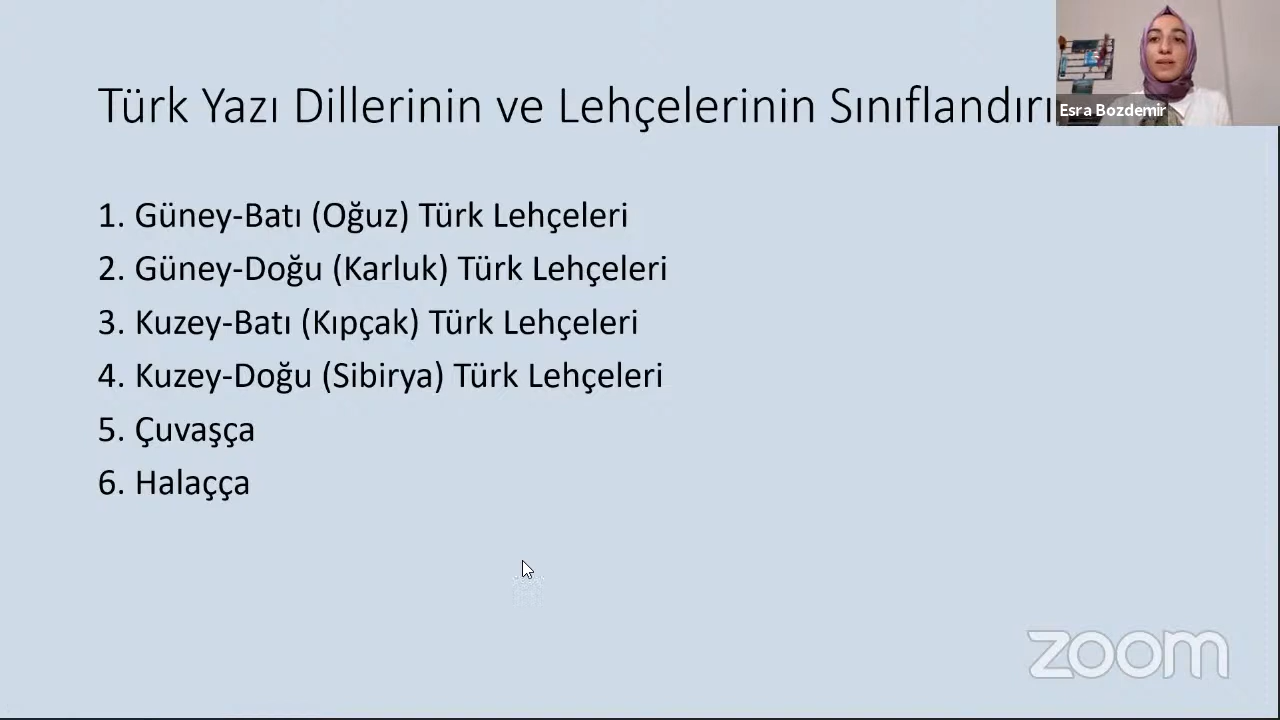 Türk Yazı Dillerinin ve Lehçelerinin Sınıflandırı
Esra Bozdemir
1. Güney-Batı (Oğuz) Türk Lehçeleri
2. Güney-Doğu (Karluk) Türk Lehçeleri
3. Kuzey-Batı (Kıpçak) Türk Lehçeleri
4. Kuzey-Doğu (Sibirya) Türk Lehçeleri
5. Çuvaşça
6. Halaçça
zoom